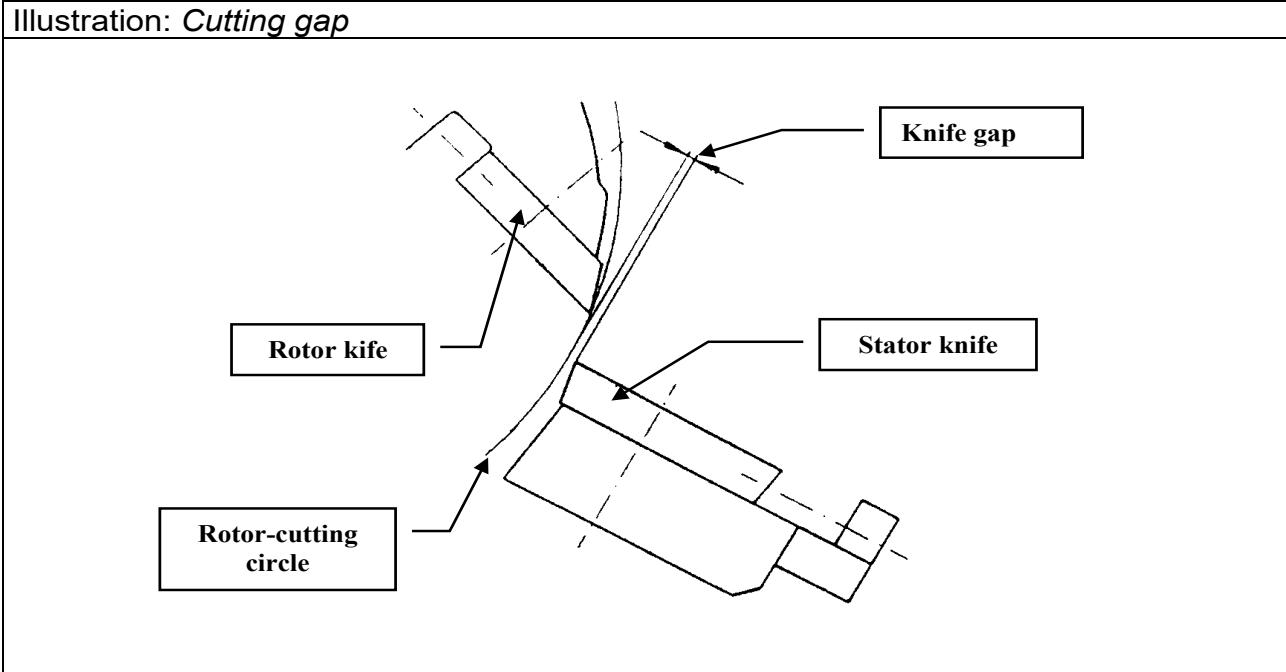 Illustration: Cutting gap
Knife gap
Rotor kife
Stator knife
Rotor-cutting
circle